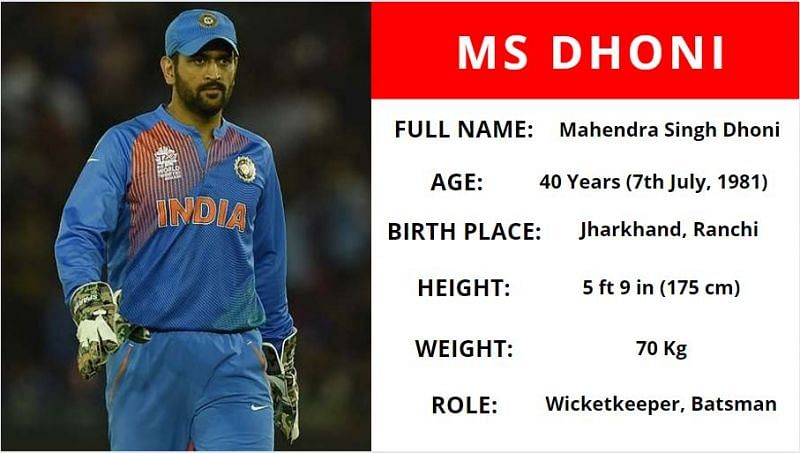 MS DHONI
FULL NAME: Mahendra Singh Dhoni
AGE: 40 Years (7th July, 1981)
BIRTH PLACE: Jharkhand, Ranchi
HEIGHT: 5 ft 9 in (175 cm)
WEIGHT: 70 Kg
ROLE: Wicketkeeper, Batsman
WORLD
INDIA